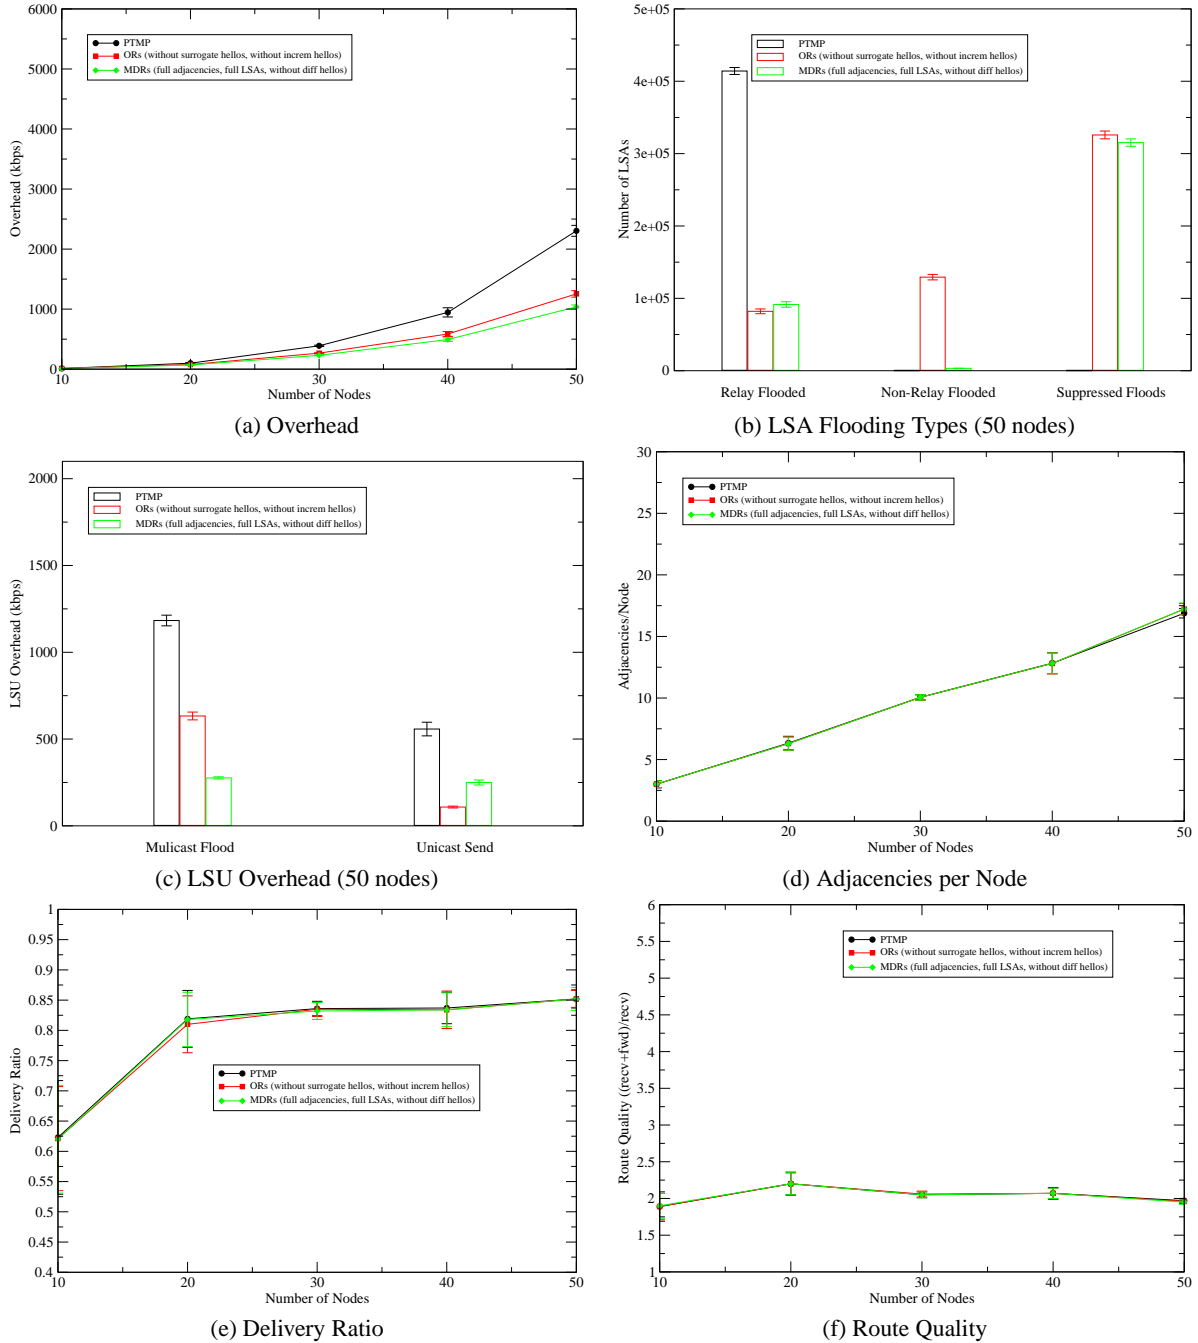 6000
5000
4000
3000
2000
1000
0
Overhead (kbps)
PTMP
ORs (without surrogate hellos, without increm hellos)
MDRs (full adjacencies, full LSAs, without diff hellos)
10 20 30 40 50
Number of Nodes
(a) Overhead
5e+05
4e+05
3e+05
2e+05
1e+05
0
Number of LSAs
PTMP
ORs (without surrogate hellos, without increm hellos)
MDRs (full adjacencies, full LSAs, without diff hellos)
Relay Flooded Non-Relay Flooded Suppressed Floods
(b) LSA Flooding Types (50 nodes)
2000
1500
1000
500
0
LSU Overhead (kbps)
PTMP
ORs (without surrogate hellos, without increm hellos)
MDRs (full adjacencies, full LSAs, without diff hellos)
Mulicast Flood Unicast Send
(c) LSU Overhead (50 nodes)
30
25
20
15
10
5
0
Adjacencies/Node
PTMP
ORs (without surrogate hellos, without increm hellos)
MDRs (full adjacencies, full LSAs, without diff hellos)
10 20 30 40 50
Number of Nodes
(d) Adjacencies per Node
1
0.95
0.9
0.85
0.8
0.75
0.7
0.65
0.6
0.55
0.5
0.45
0.4
Delivery Ratio
PTMP
ORs (without surrogate hellos, without increm hellos)
MDRs (full adjacencies, full LSAs, without diff hellos)
10 20 30 40 50
Number of Nodes
(e) Delivery Ratio
6
5.5
5
4.5
4
3.5
3
2.5
2
1.5
1
Route Quality ((recv+fwd)/recv)
PTMP
ORs (without surrogate hellos, without increm hellos)
MDRs (full adjacencies, full LSAs, without diff hellos)
10 20 30 40 50
Number of Nodes
(f) Route Quality